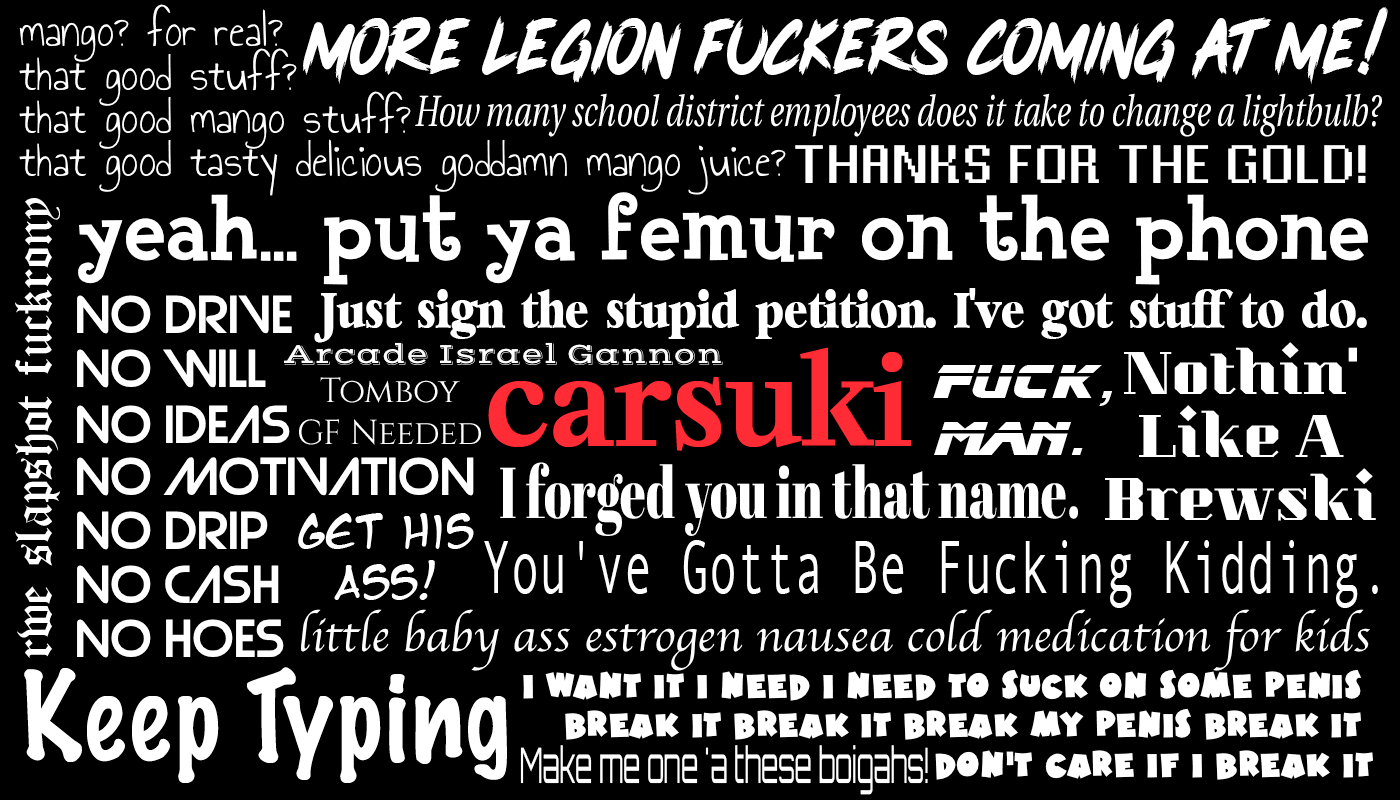 mango? for real?
that good stuff?
that good mango stuff?
that good tasty delicious goddamn mango juice?
MORE LEGION FUCKERS COMING AT ME!
How many school district employees does it take to change a lightbulb?
THANKS FOR THE GOLD!
rwe slapshot fuckrony
yeah... put ya femur on the phone
NO DRIVE
NO WILL
NO IDEAS
NO MOTIVATION
NO DRIP
NO CASH
NO HOES
Just sign the stupid petition. I've got stuff to do.
Arcade Israel Gannon
Tomboy
GF Needed
carsuki
FUCK,
MAN.
Nothin'
Like A
Brewski
I forged you in that name.
GET HIS
ASS!
You've Gotta Be Fucking Kidding.
little baby ass estrogen nausea cold medication for kids
Keep Typing
I WANT IT I NEED I NEED TO SUCK ON SOME PENIS
BREAK IT BREAK IT BREAK MY PENIS BREAK IT
DON'T CARE IF I BREAK IT
Make me one 'a these boigahs!